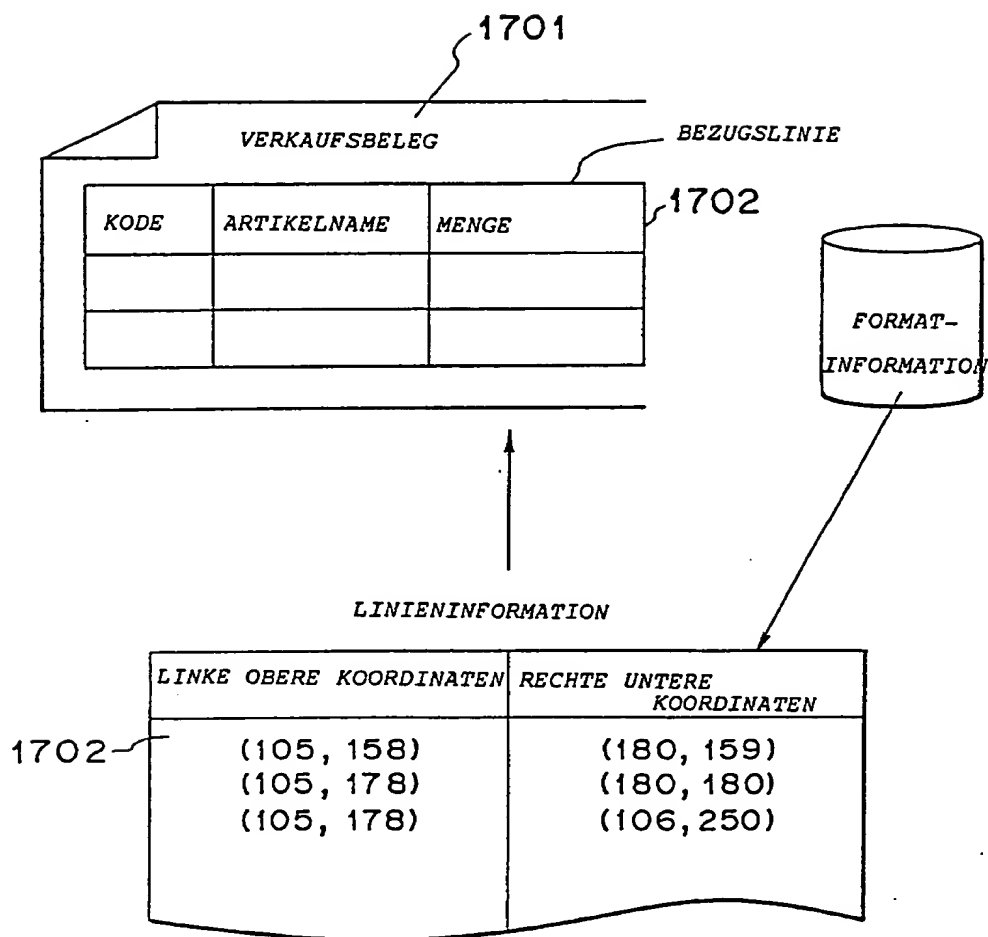 1701
VERKAUFSBELEG
BEZUGSLINIE
1702
KODE ARTIKELNAME MENGE
FORMAT-
INFORMATION
LINIENINFORMATION
LINKE OBERE KOORDINATEN RECHTE UNTERE
KOORDINATEN
1702
(105, 158) (180, 159)
(105, 178) (180, 180)
(105, 178) (106, 250)